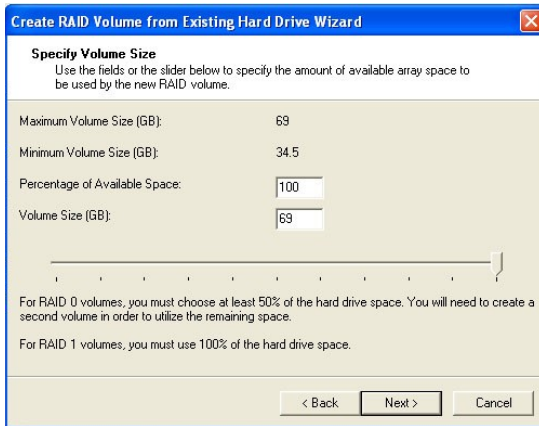 Create RAID Volume from Existing Hard Drive Wizard
Specify Volume Size
Use the fields or the slider below to specify the amount of available array space to
be used by the new RAID volume.
Maximum Volume Size (GB): 69
Minimum Volume Size (GB): 34.5
Percentage of Available Space: 100
Volume Size (GB): 69
For RAID 0 volumes, you must choose at least 50% of the hard drive space. You will need to create a
second volume in order to utilize the remaining space.
For RAID 1 volumes, you must use 100% of the hard drive space.
< Back Next > Cancel